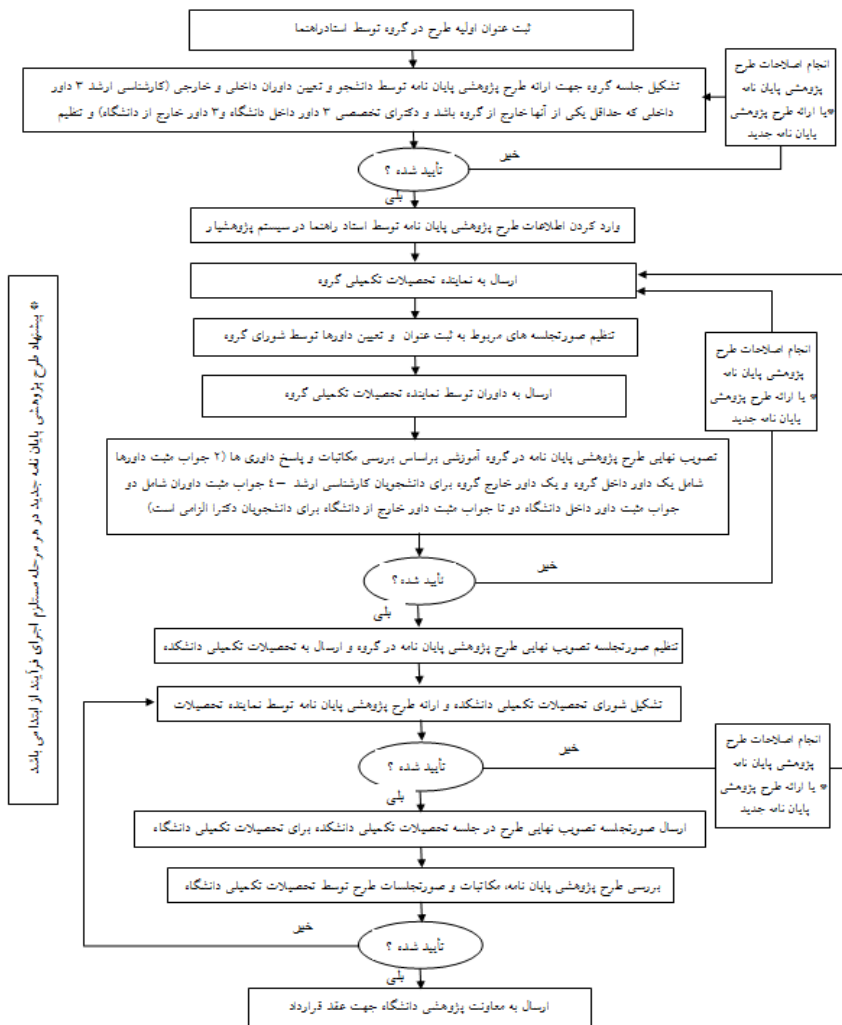 ثبت عنوان اولیه طرح در گروه توسط استادراهنما
انجام اصلاحات طرح
پژوهشی پایان نامه
*یا ارائه طرح پژوهشی
پایان نامه جدید
تشکیل جلسه گروه جهت ارائه طرح پژوهشی پایان نامه توسط دانشجو و تعیین داوران داخلی و خارجی (کارشناسی ارشد ۳ داور
داخلی که حداقل یکی از آنها خارج از گروه باشد و دکترای تخصصی ۳ داور داخل دانشگاه و۳ داور خارج از دانشگاه) و تنظیم
تأیید شده ؟
خیر
بلی
وارد کردن اطلاعات طرح پژوهشی پایان نامه توسط استاد راهنما در سیستم پژوهشیار
ارسال به نماینده تحصیلات تکمیلی گروه
تنظیم صورتجلسه های مربوط به ثبت عنوان و تعیین داورها توسط شورای گروه
انجام اصلاحات طرح
پژوهشی پایان نامه
* یا ارائه طرح پژوهشی
پایان نامه جدید
ارسال به داوران توسط نماینده تحصیلات تکمیلی گروه
تصویب نهایی طرح پژوهشی پایان نامه در گروه آموزشی براساس بررسی مکاتبات و پاسخ داوری ها (۲ جواب مثبت داورها
شامل یک داور داخل گروه و یک داور خارج گروه برای دانشجویان کارشناسی ارشد –٤ جواب مثبت داوران شامل دو
جواب مثبت داور داخل دانشگاه دو تا جواب مثبت داور خارج از دانشگاه برای دانشجویان دکترا الزامی است)
تأیید شده ؟
خیر
بلی
تنظیم صورتجلسه تصویب نهایی طرح پژوهشی پایان نامه در گروه و ارسال به تحصیلات تکمیلی دانشکده
تشکیل شورای تحصیلات تکمیلی دانشکده و ارائه طرح پژوهشی پایان نامه توسط نماینده تحصیلات
انجام اصلاحات طرح
پژوهشی پایان نامه
* یا ارائه طرح پژوهشی
پایان نامه جدید
تأیید شده ؟
خیر
بلی
ارسال صورتجلسه تصویب نهایی طرح در جلسه تحصیلات تکمیلی دانشکده برای تحصیلات تکمیلی دانشگاه
بررسی طرح پژوهشی پایان نامه، مکاتبات و صورتجلسات طرح توسط تحصیلات تکمیلی دانشگاه
تأیید شده ؟
خیر
بلی
ارسال به معاونت پژوهشی دانشگاه جهت عقد قرارداد
* پیشنهاد طرح پژوهشی پایان نامه جدید در هر مرحله مستلزم اجرای فرآیند از ابتدا می باشد